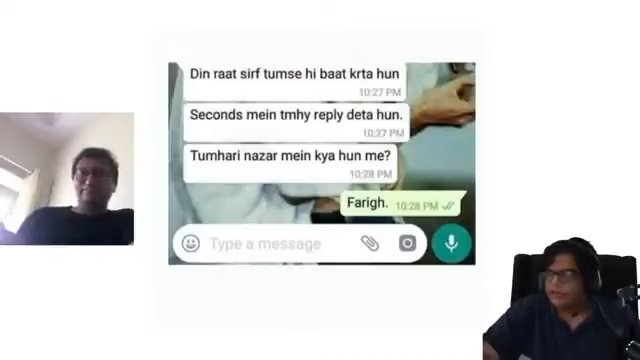 Din raat sirf tumse hi baat krta hun
10:27 PM
Seconds mein tmhy reply deta hun.
10:27 PM
Tumhari nazar mein kya hun me?
10:28 PM
Farigh. 10:28 PM
Type a message